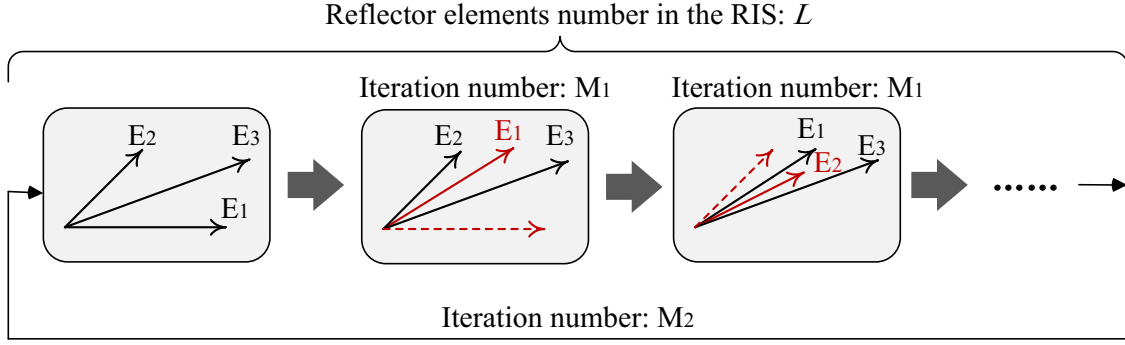 Reflector elements number in the RIS: L
Iteration number: M1
Iteration number: M1
E2
E3
E1
E2
E1
E3
E1
E2
E3
......
Iteration number: M2